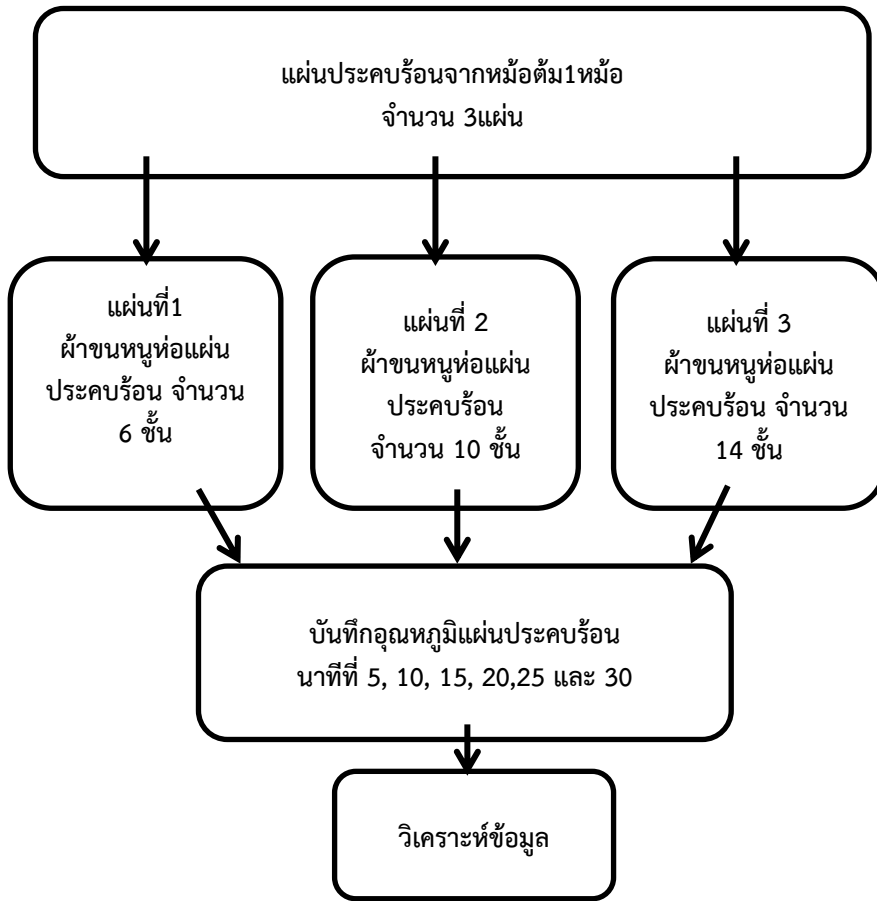 แผ่นประคบร้อนจากหม้อต้ม1หม้อ
จำนวน 3แผ่น
แผ่นที่1
ผ้าขนหนูห่อแผ่น
ประคบร้อน จำนวน
6 ชั้น
แผ่นที่ 2
ผ้าขนหนูห่อแผ่น
ประคบร้อน
จำนวน 10 ชั้น
แผ่นที่ 3
ผ้าขนหนูห่อแผ่น
ประคบร้อน จำนวน
14 ชั้น
บันทึกอุณหภูมิแผ่นประคบร้อน
นาทีที่ 5, 10, 15, 20,25 และ 30
วิเคราะห์ข้อมูล